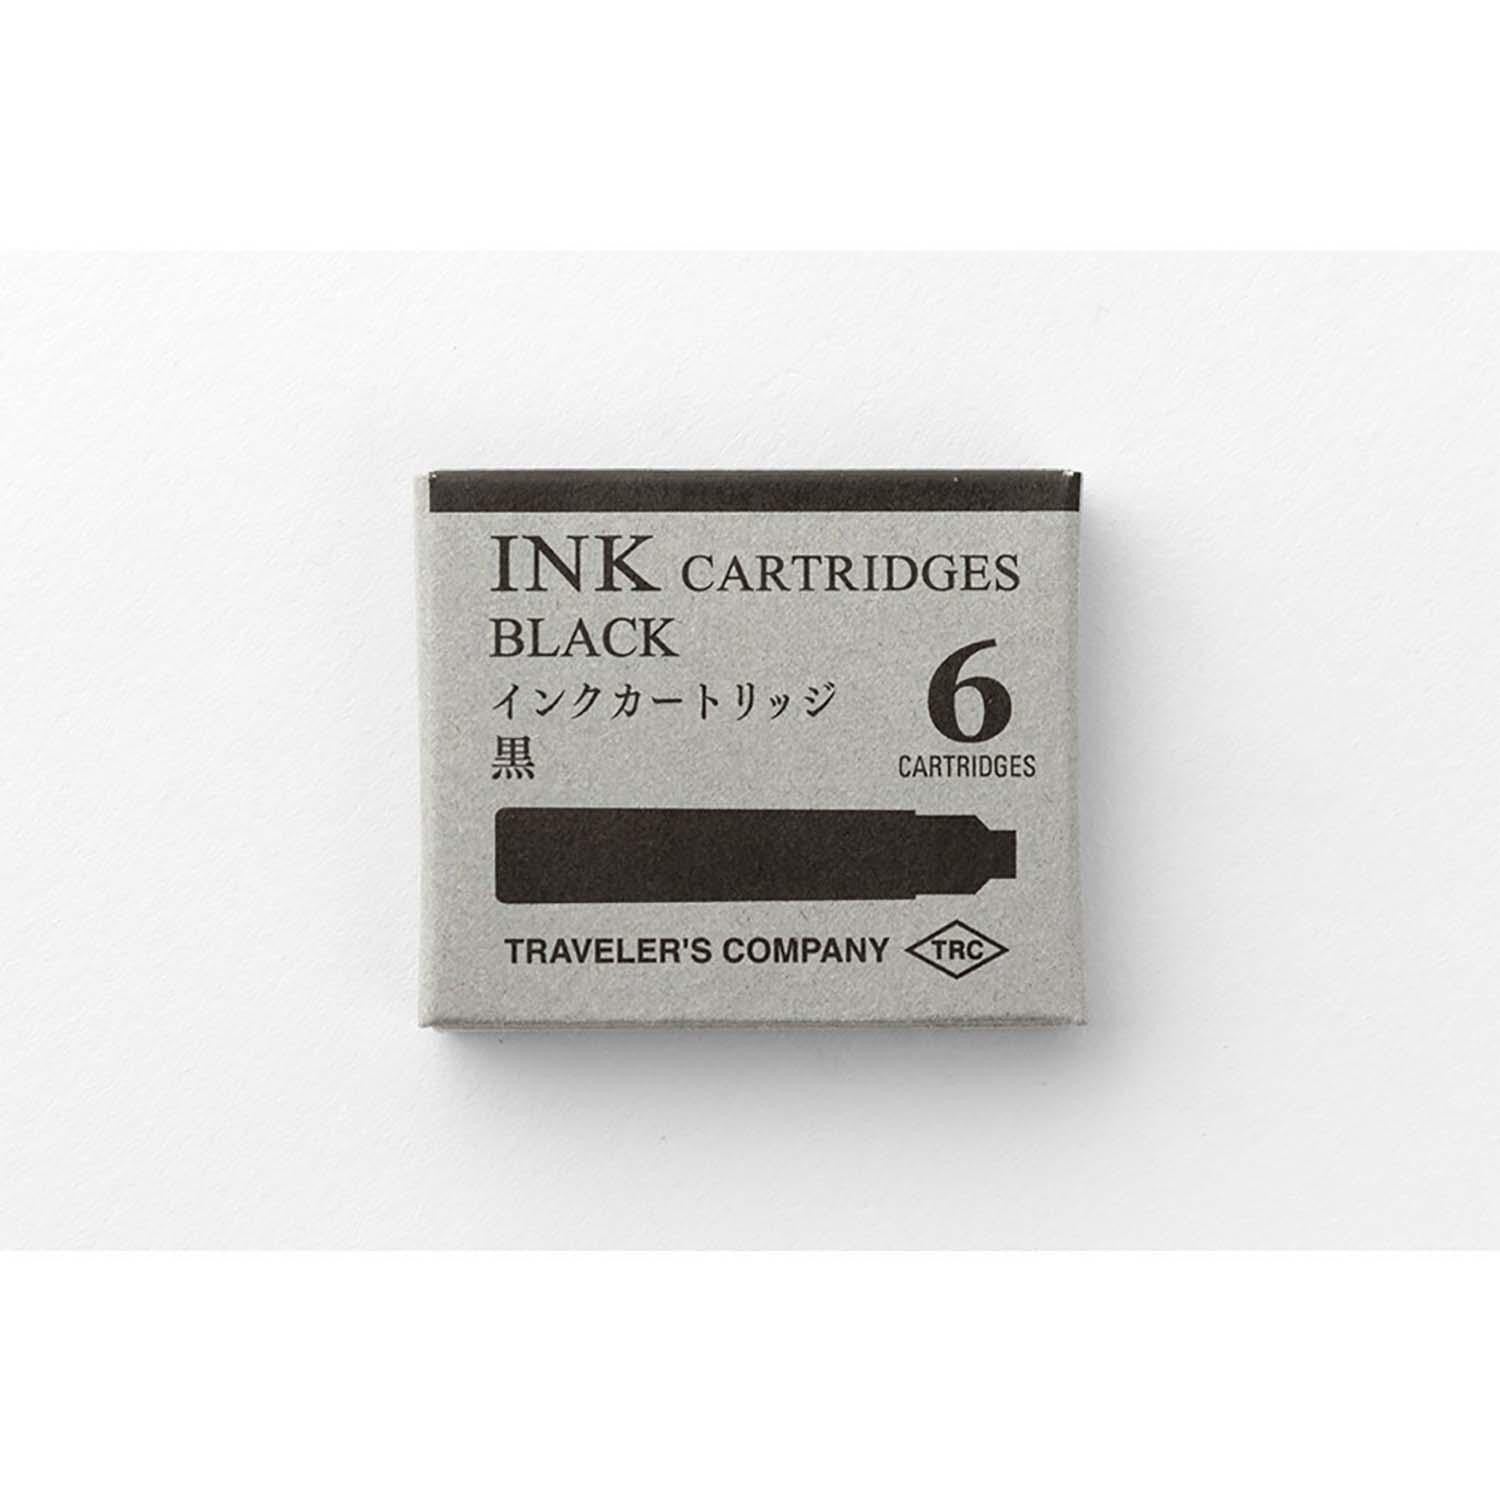 INK CARTRIDGES
BLACK
インクカートリッジ
黒
6
CARTRIDGES
TRAVELER'S COMPANY TRC